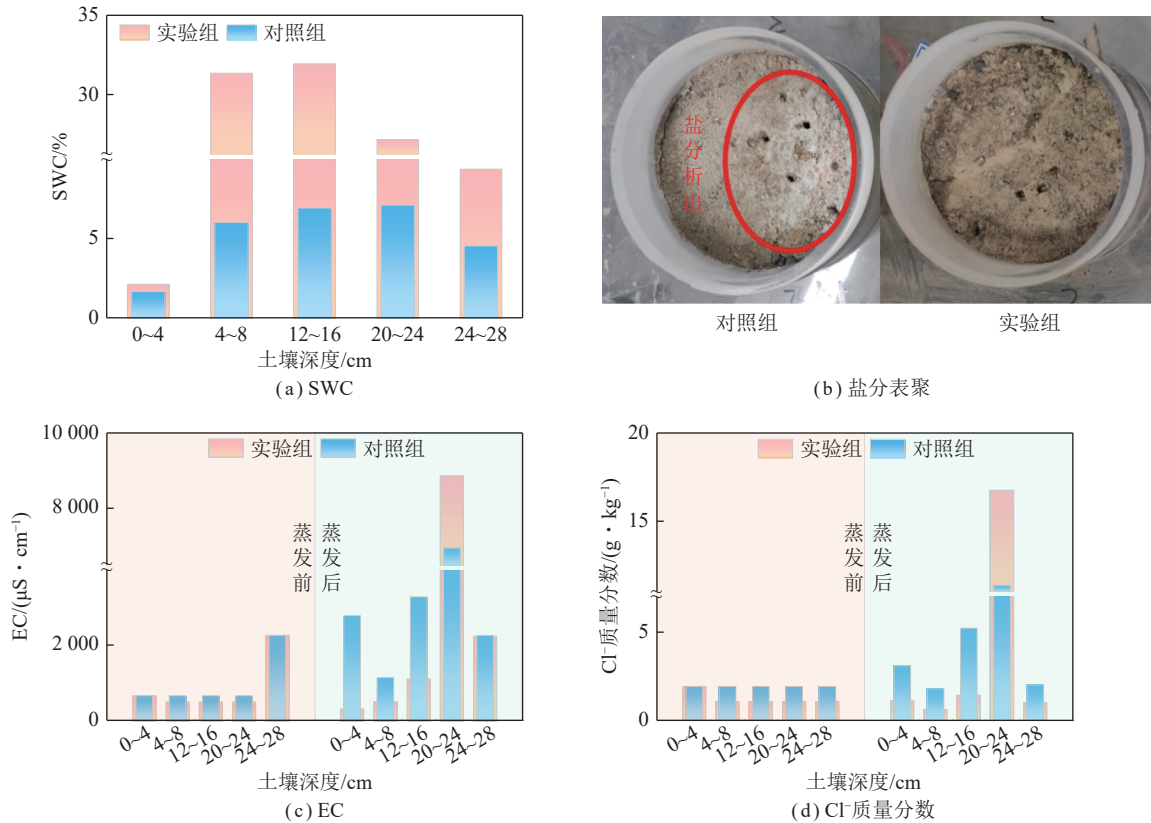 35
30
5
0
SWC/%
实验组 对照组
0~4 4~8 12~16 20~24 24~28
土壤深度/cm
(a) SWC
盐分析出
对照组 实验组
(b) 盐分表聚
10 000
8 000
2 000
0
EC/(μS·cm⁻¹)
实验组 对照组
蒸发前 蒸发后
0~4 4~8 12~16 20~24 24~28 0~4 4~8 12~16 20~24 24~28
土壤深度/cm
(c) EC
20
15
5
0
Cl⁻质量分数/(g·kg⁻¹)
实验组 对照组
蒸发前 蒸发后
0~4 4~8 12~16 20~24 24~28 0~4 4~8 12~16 20~24 24~28
土壤深度/cm
(d) Cl⁻质量分数